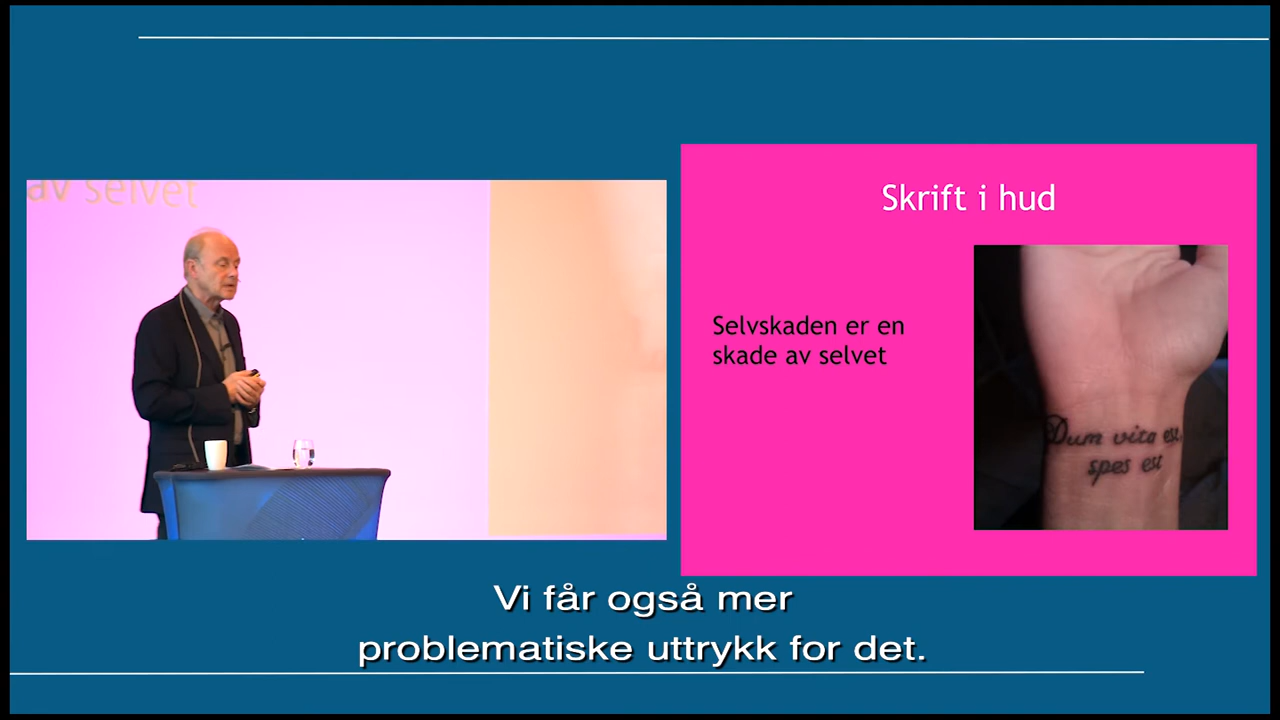 av selvet
Skrift i hud
Selvskaden er en
skade av selvet
Dum vita est
spes est
Vi får også mer
problematiske uttrykk for det.